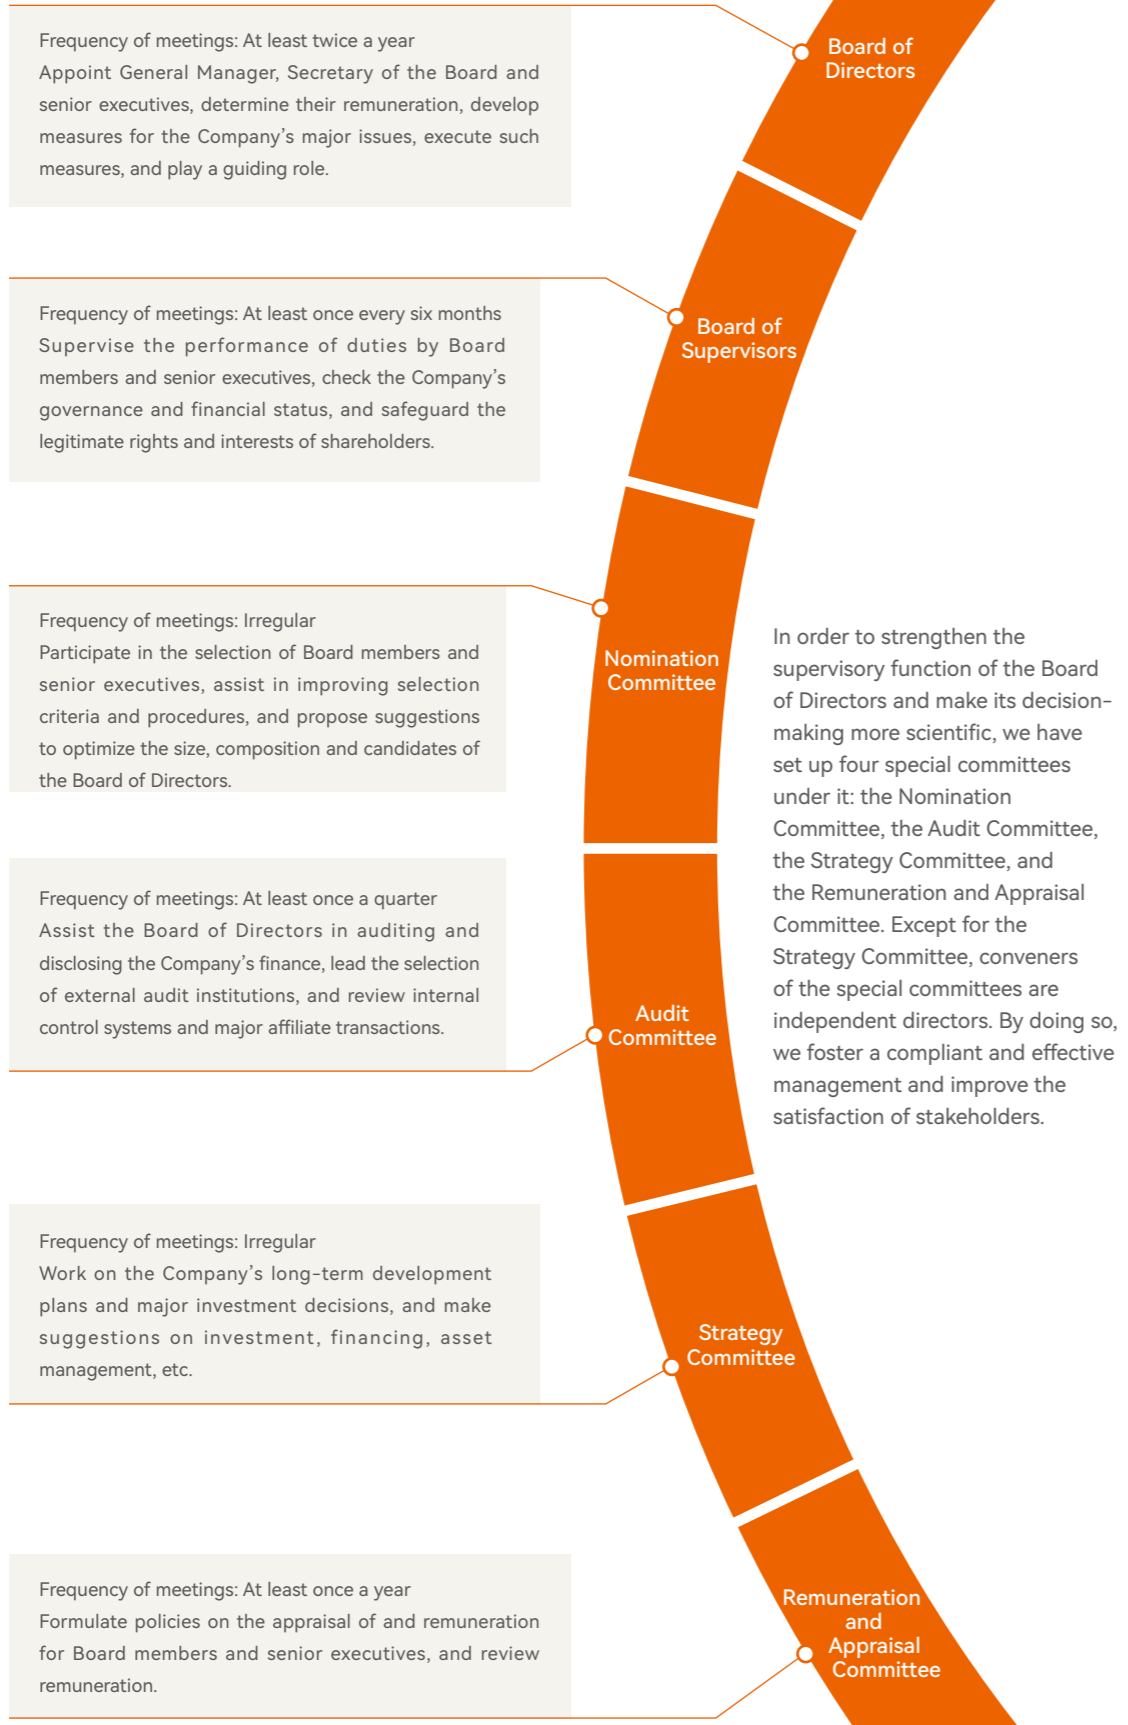 Frequency of meetings: At least twice a year
Appoint General Manager, Secretary of the Board and
senior executives, determine their remuneration, develop
measures for the Company's major issues, execute such
measures, and play a guiding role.
Board of
Directors
Frequency of meetings: At least once every six months
Supervise the performance of duties by Board
members and senior executives, check the Company's
governance and financial status, and safeguard the
legitimate rights and interests of shareholders.
Board of
Supervisors
Frequency of meetings: Irregular
Participate in the selection of Board members and
senior executives, assist in improving selection
criteria and procedures, and propose suggestions
to optimize the size, composition and candidates of
the Board of Directors.
Nomination
Committee
Frequency of meetings: At least once a quarter
Assist the Board of Directors in auditing and
disclosing the Company's finance, lead the selection
of external audit institutions, and review internal
control systems and major affiliate transactions.
Audit
Committee
Frequency of meetings: Irregular
Work on the Company's long-term development
plans and major investment decisions, and make
suggestions on investment, financing, asset
management, etc.
Strategy
Committee
Frequency of meetings: At least once a year
Formulate policies on the appraisal of and remuneration
for Board members and senior executives, and review
remuneration.
Remuneration
and
Appraisal
Committee
In order to strengthen the
supervisory function of the Board
of Directors and make its decision-
making more scientific, we have
set up four special committees
under it: the Nomination
Committee, the Audit Committee,
the Strategy Committee, and
the Remuneration and Appraisal
Committee. Except for the
Strategy Committee, conveners
of the special committees are
independent directors. By doing so,
we foster a compliant and effective
management and improve the
satisfaction of stakeholders.